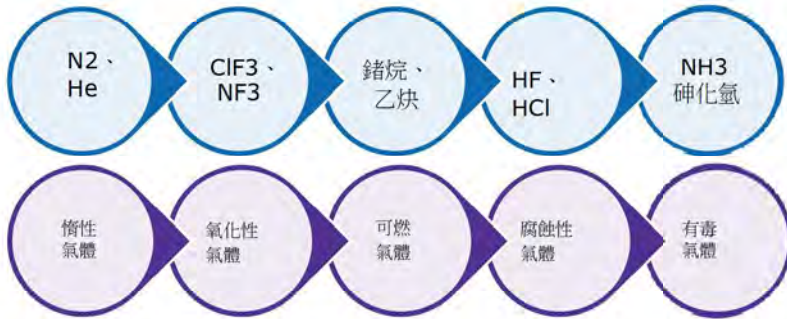 N2、
He
ClF3、
NF3
鍺烷、
乙炔
HF、
HCl
NH3
砷化氫
惰性
氣體
氧化性
氣體
可燃
氣體
腐蝕性
氣體
有毒
氣體